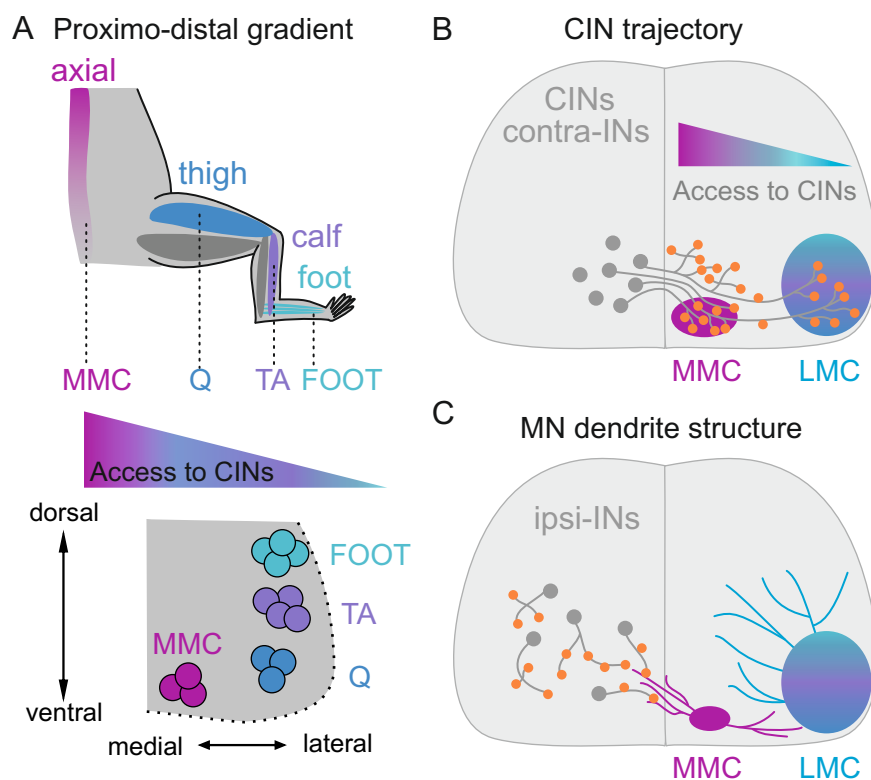 A
Proximo-distal gradient
axial
thigh
calf
foot
MMC
Q
TA
FOOT
Access to CINs
dorsal
ventral
FOOT
TA
MMC
Q
medial
lateral
B
CIN trajectory
CINs
contra-INs
Access to CINs
MMC
LMC
C
MN dendrite structure
ipsi-INs
MMC
LMC